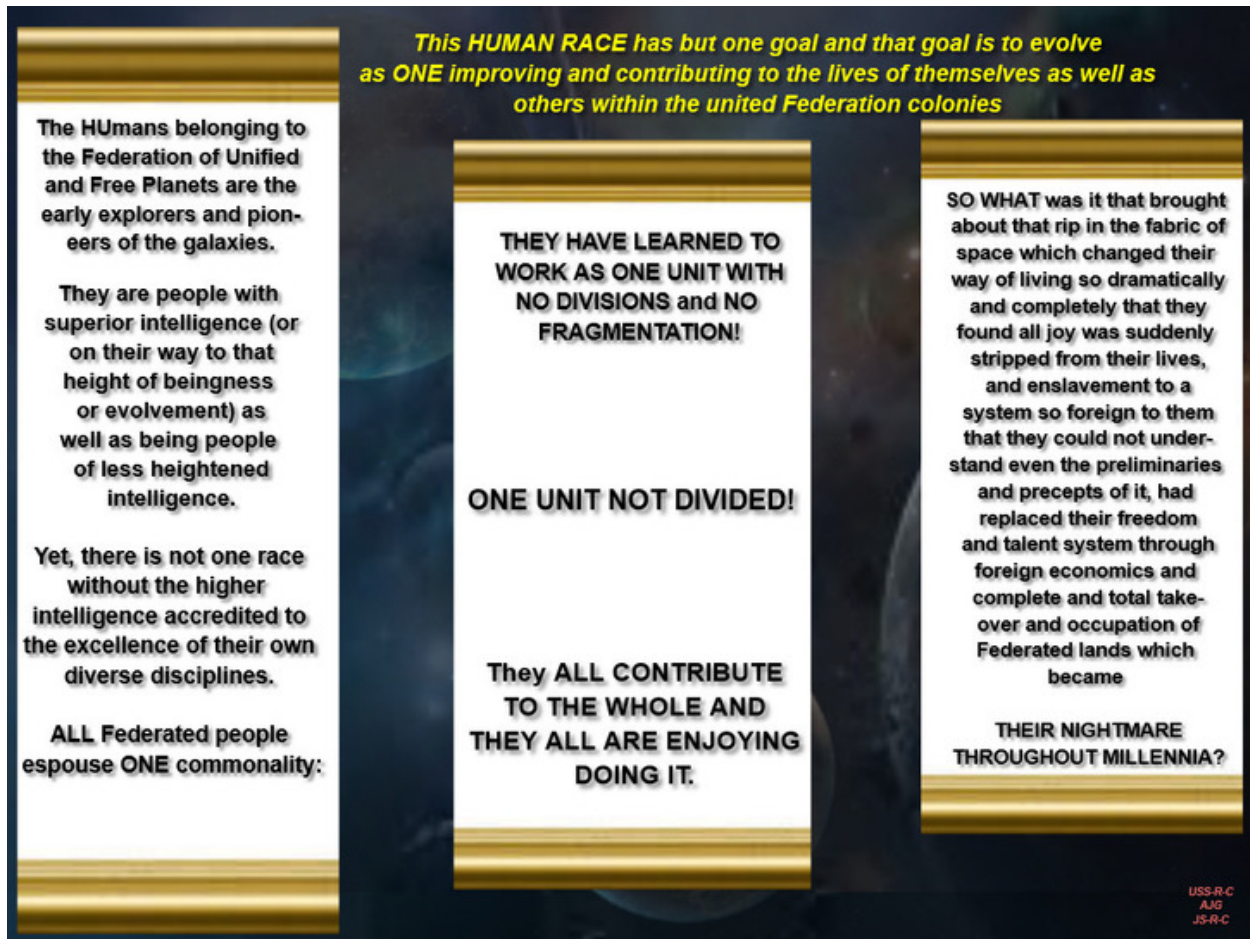 This HUMAN RACE has but one goal and that goal is to evolve
as ONE improving and contributing to the lives of themselves as well as
others within the united Federation colonies
The HUmans belonging to
the Federation of Unified
and Free Planets are the
early explorers and pion-
eers of the galaxies.
They are people with
superior intelligence (or
on their way to that
height of beingness
or evolvement) as
well as being people
of less heightened
intelligence.
Yet, there is not one race
without the higher
intelligence accredited to
the excellence of their own
diverse disciplines.
ALL Federated people
espouse ONE commonality:
THEY HAVE LEARNED TO
WORK AS ONE UNIT WITH
NO DIVISIONS and NO
FRAGMENTATION!
ONE UNIT NOT DIVIDED!
They ALL CONTRIBUTE
TO THE WHOLE AND
THEY ALL ARE ENJOYING
DOING IT.
SO WHAT was it that brought
about that rip in the fabric of
space which changed their
way of living so dramatically
and completely that they
found all joy was suddenly
stripped from their lives,
and enslavement to a
system so foreign to them
that they could not under-
stand even the preliminaries
and precepts of it, had
replaced their freedom
and talent system through
foreign economics and
complete and total take-
over and occupation of
Federated lands which
became
THEIR NIGHTMARE
THROUGHOUT MILLENNIA?
USS-R-C
AJG
JS-R-C